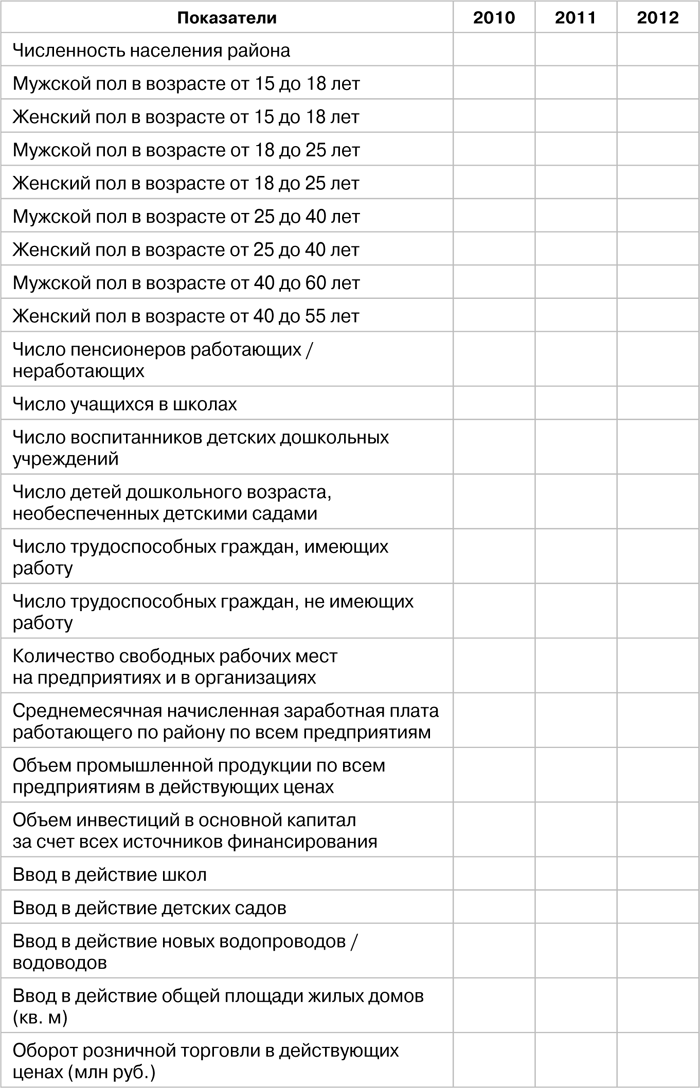 Показатели 2010 2011 2012
Численность населения района
Мужской пол в возрасте от 15 до 18 лет
Женский пол в возрасте от 15 до 18 лет
Мужской пол в возрасте от 18 до 25 лет
Женский пол в возрасте от 18 до 25 лет
Мужской пол в возрасте от 25 до 40 лет
Женский пол в возрасте от 25 до 40 лет
Мужской пол в возрасте от 40 до 60 лет
Женский пол в возрасте от 40 до 55 лет
Число пенсионеров работающих /
неработающих
Число учащихся в школах
Число воспитанников детских дошкольных
учреждений
Число детей дошкольного возраста,
необеспеченных детскими садами
Число трудоспособных граждан, имеющих
работу
Число трудоспособных граждан, не имеющих
работу
Количество свободных рабочих мест
на предприятиях и в организациях
Среднемесячная начисленная заработная плата
работающего по району по всем предприятиям
Объем промышленной продукции по всем
предприятиям в действующих ценах
Объем инвестиций в основной капитал
за счет всех источников финансирования
Ввод в действие школ
Ввод в действие детских садов
Ввод в действие новых водопроводов /
водоводов
Ввод в действие общей площади жилых домов
(кв. м)
Оборот розничной торговли в действующих
ценах (млн руб.)